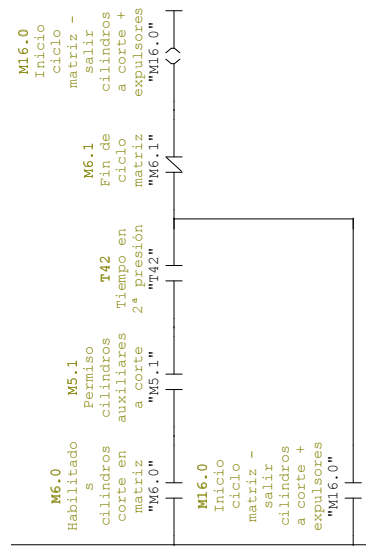 M6.0
Habilitado
s
cilindros
corte en
matriz
"M6.0"
M5.1
Permiso
cilindros
auxiliares
a corte
"M5.1"
T42
Tiempo en
2ª presión
"T42"
M6.1
Fin de
ciclo
matriz
"M6.1"
M16.0
Inicio
ciclo
matriz -
salir
cilindros
a corte +
expulsores
"M16.0"
M16.0
Inicio
ciclo
matriz -
salir
cilindros
a corte +
expulsores
"M16.0"